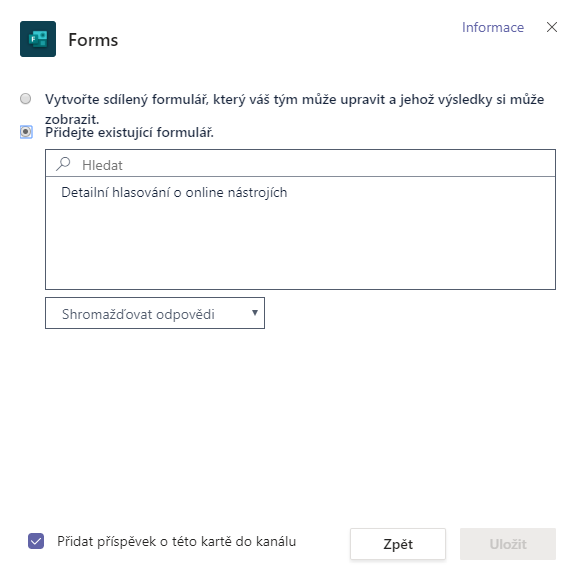 Informace
Forms
Vytvořte sdílený formulář, který váš tým může upravit a jehož výsledky si může
zobrazit.
Přidejte existující formulář.
Hledat
Detailní hlasování o online nástrojích
Shromažďovat odpovědi
Přidat příspěvek o této kartě do kanálu
Zpět
Uložit